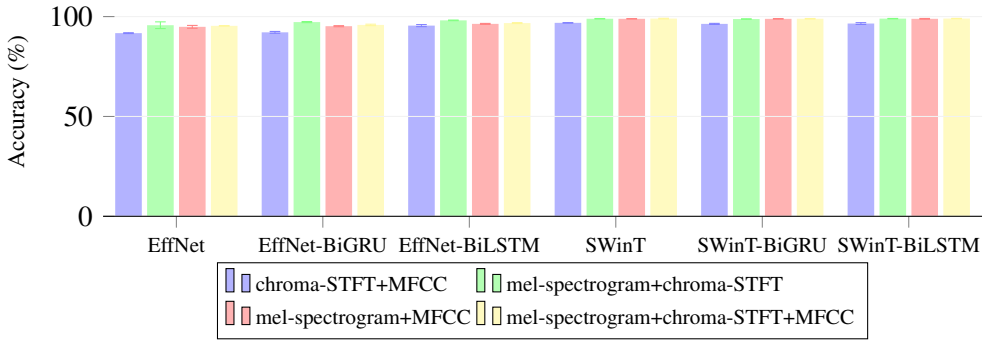 100
50
0
Accuracy (%)
EffNet EffNet-BiGRU EffNet-BiLSTM SWinT SWinT-BiGRU SWinT-BiLSTM
chroma-STFT+MFCC mel-spectrogram+chroma-STFT
mel-spectrogram+MFCC mel-spectrogram+chroma-STFT+MFCC